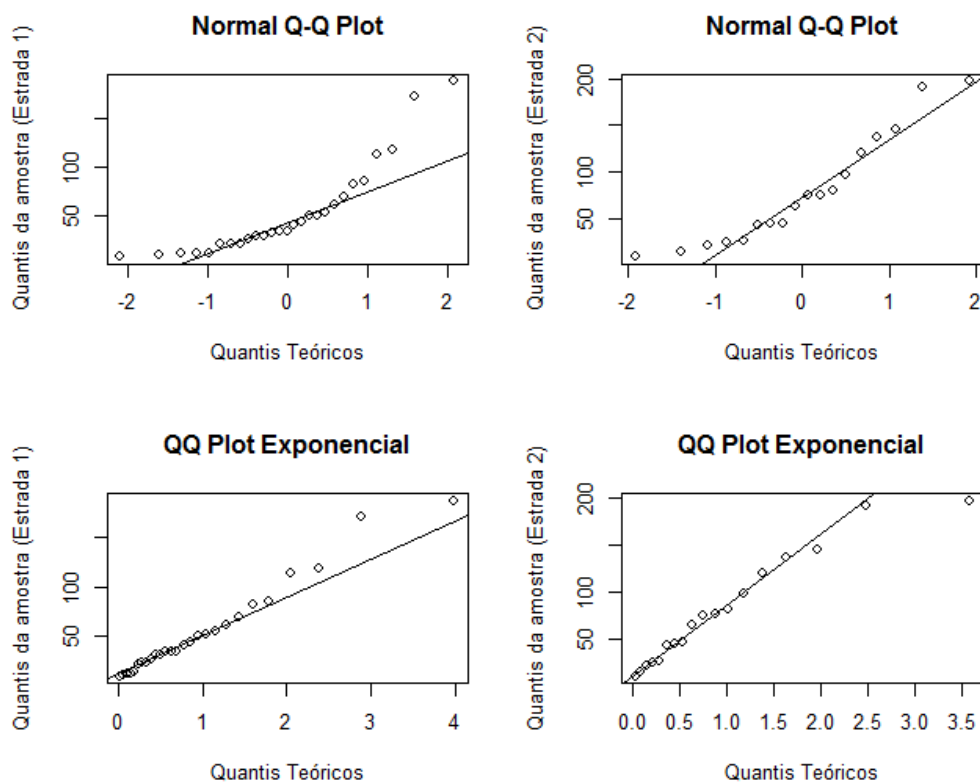 Normal Q-Q Plot
Quantis da amostra (Estrada 1)
100
50
-2 -1 0 1 2
Quantis Teóricos
Normal Q-Q Plot
Quantis da amostra (Estrada 2)
200
100
50
-2 -1 0 1 2
Quantis Teóricos
QQ Plot Exponencial
Quantis da amostra (Estrada 1)
100
50
0 1 2 3 4
Quantis Teóricos
QQ Plot Exponencial
Quantis da amostra (Estrada 2)
200
100
50
0.0 0.5 1.0 1.5 2.0 2.5 3.0 3.5
Quantis Teóricos